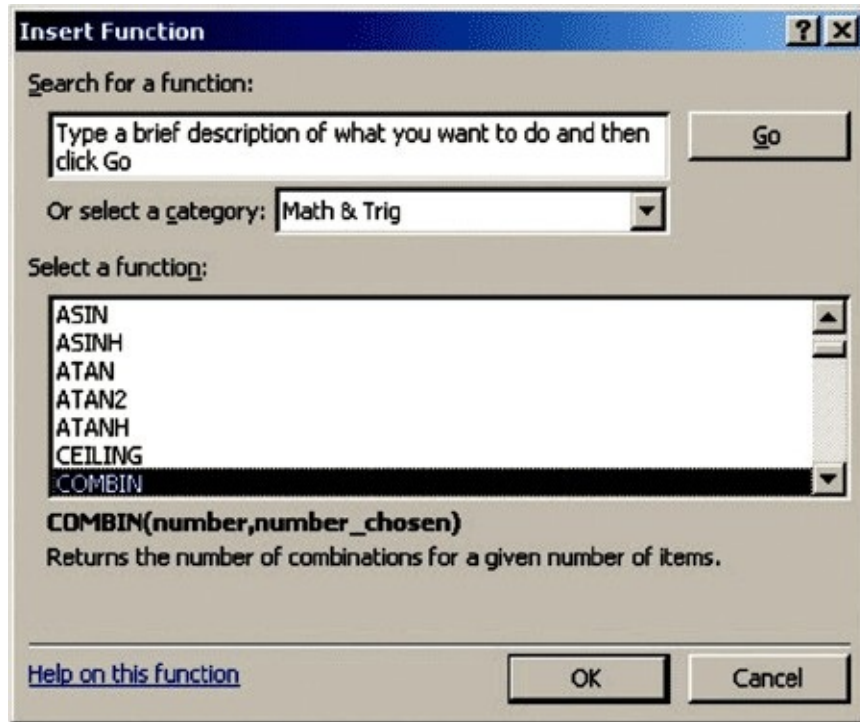 Insert Function
Search for a function:
Type a brief description of what you want to do and then
click Go
Go
Or select a category: Math & Trig
Select a function:
ASIN
ASINH
ATAN
ATAN2
ATANH
CEILING
COMBIN
COMBIN(number,number_chosen)
Returns the number of combinations for a given number of items.
Help on this function
OK
Cancel